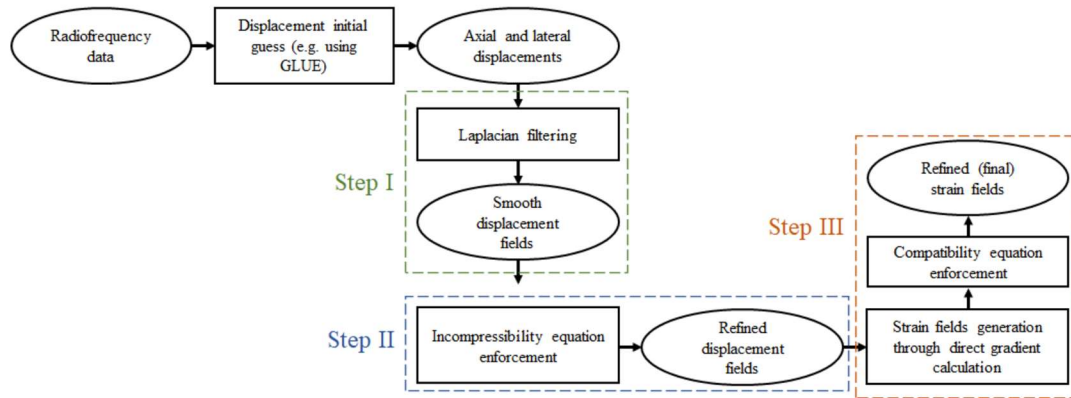 Radiofrequency
data
Displacement initial
guess (e.g. using
GLUE)
Axial and lateral
displacements
Step I
Laplacian filtering
Smooth
displacement
fields
Step II
Incompressibility equation
enforcement
Refined
displacement
fields
Step III
Refined (final)
strain fields
Compatibility equation
enforcement
Strain fields generation
through direct gradient
calculation